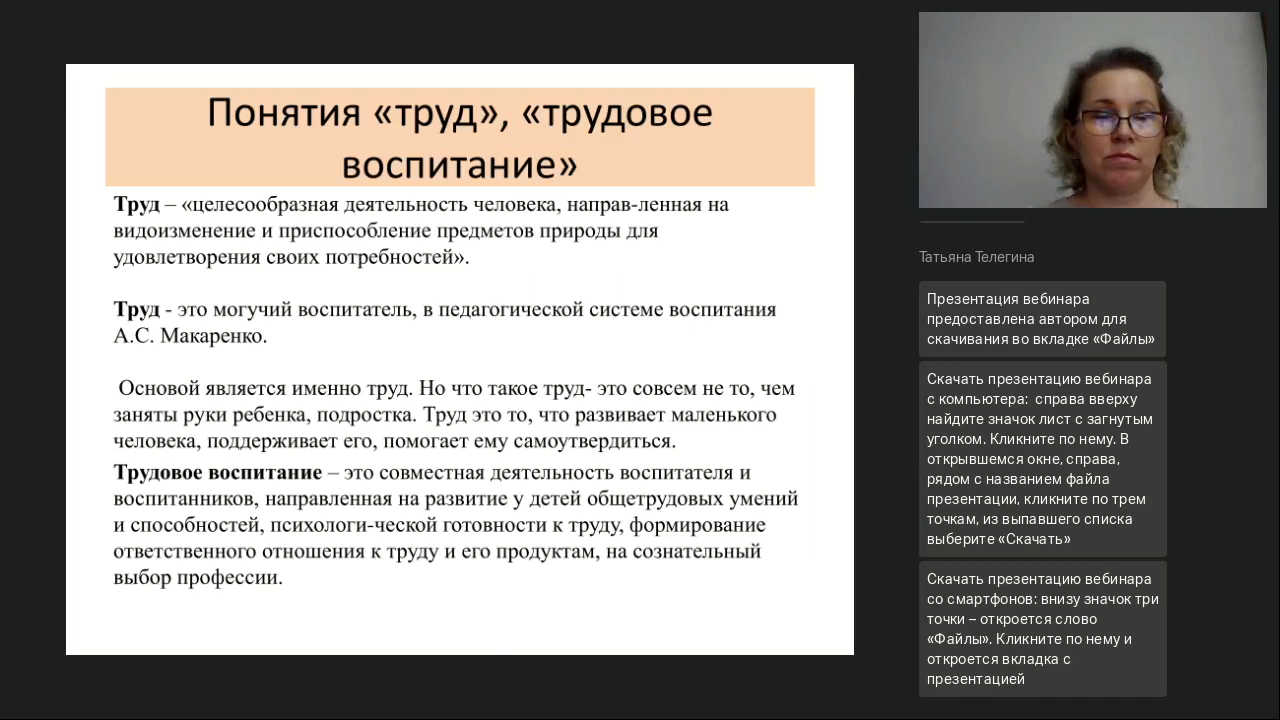 Понятия «труд», «трудовое
воспитание»
Труд – «целесообразная деятельность человека, направ-ленная на
видоизменение и приспособление предметов природы для
удовлетворения своих потребностей».
Труд - это могучий воспитатель, в педагогической системе воспитания
А.С. Макаренко.
Основой является именно труд. Но что такое труд- это совсем не то, чем
заняты руки ребенка, подростка. Труд это то, что развивает маленького
человека, поддерживает его, помогает ему самоутвердиться.
Трудовое воспитание – это совместная деятельность воспитателя и
воспитанников, направленная на развитие у детей общетрудовых умений
и способностей, психологи-ческой готовности к труду, формирование
ответственного отношения к труду и его продуктам, на сознательный
выбор профессии.
Татьяна Телегина
Презентация вебинара
предоставлена автором для
скачивания во вкладке «Файлы»
Скачать презентацию вебинара
с компьютера:  справа вверху
найдите значок лист с загнутым
уголком. Кликните по нему. В
открывшемся окне, справа,
рядом с названием файла
презентации, кликните по трем
точкам, из выпавшего списка
выберите «Скачать»
Скачать презентацию вебинара
со смартфонов: внизу значок три
точки – откроется слово
«Файлы». Кликните по нему и
откроется вкладка с
презентацией